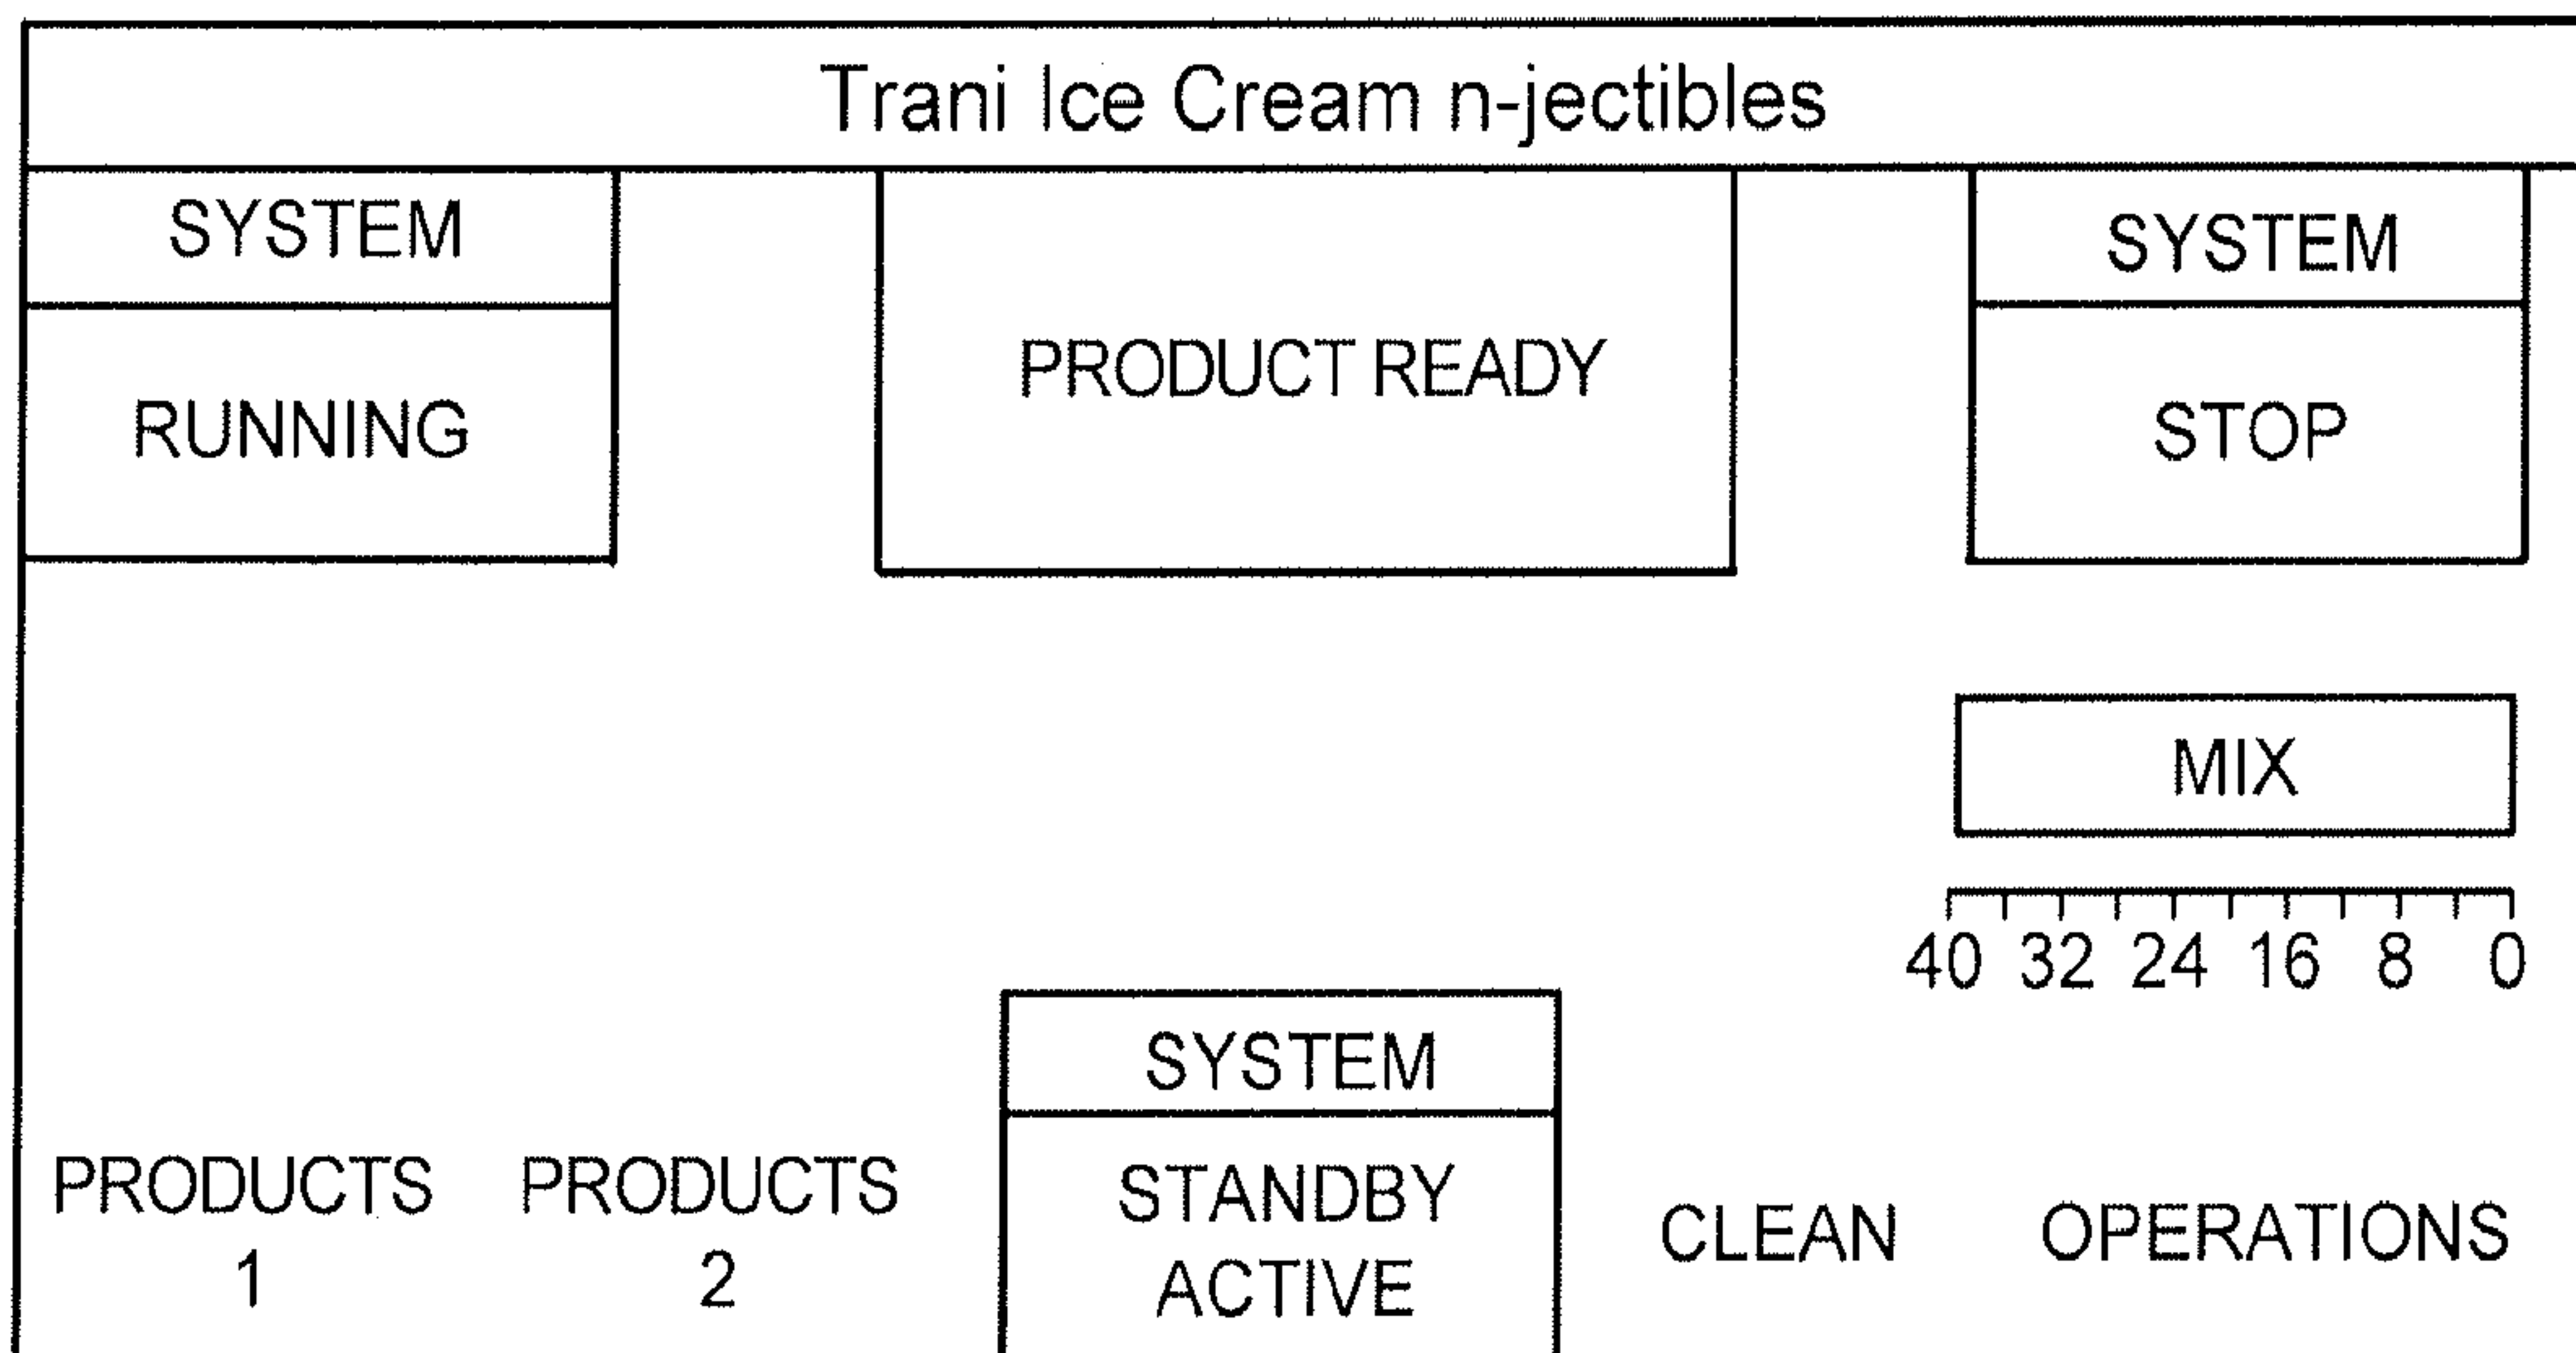 Trani Ice Cream n-jectibles
SYSTEM
RUNNING
PRODUCT READY
SYSTEM
STOP
MIX
40 32 24 16 8 0
PRODUCTS
1
PRODUCTS
2
SYSTEM
STANDBY
ACTIVE
CLEAN
OPERATIONS